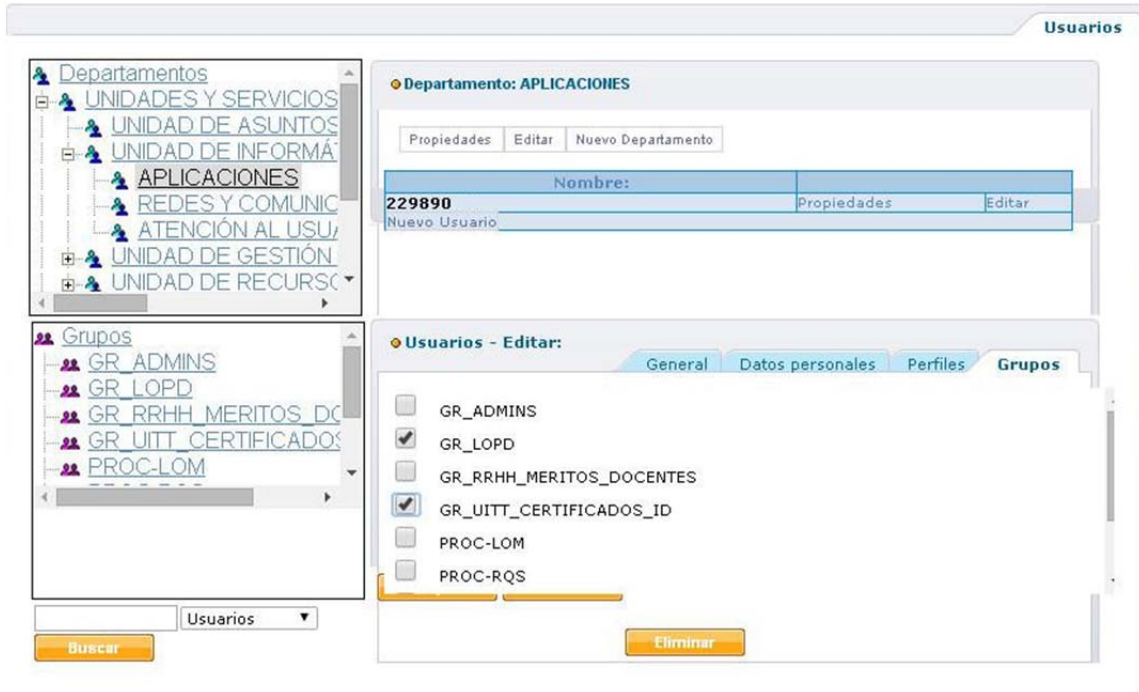 Usuarios
Departamentos
UNIDADES Y SERVICIOS
UNIDAD DE ASUNTOS
UNIDAD DE INFORMÁ
APLICACIONES
REDES Y COMUNIC
ATENCIÓN AL USU
UNIDAD DE GESTIÓN
UNIDAD DE RECURSO
Departamento: APLICACIONES
Propiedades Editar Nuevo Departamento
Nombre:
229890 Propiedades Editar
Nuevo Usuario
Grupos
GR_ADMINS
GR_LOPD
GR_RRHH_MERITOS_DO
GR_UITT_CERTIFICADOS
PROC-LOM
Usuarios - Editar:
General Datos personales Perfiles Grupos
GR_ADMINS
GR_LOPD
GR_RRHH_MERITOS_DOCENTES
GR_UITT_CERTIFICADOS_ID
PROC-LOM
PROC-RQS
Usuarios
Buscar
Eliminar